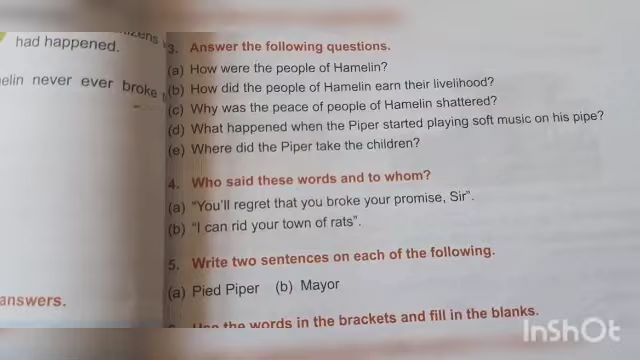 izens
had happened.
elin never ever broke
answers.
3. Answer the following questions.
(a) How were the people of Hamelin?
(b) How did the people of Hamelin earn their livelihood?
(c) Why was the peace of people of Hamelin shattered?
(d) What happened when the Piper started playing soft music on his pipe?
(e) Where did the Piper take the children?
4. Who said these words and to whom?
(a) "You'll regret that you broke your promise, Sir".
(b) "I can rid your town of rats".
5. Write two sentences on each of the following.
(a) Pied Piper (b) Mayor
the words in the brackets and fill in the blanks.
InShOt